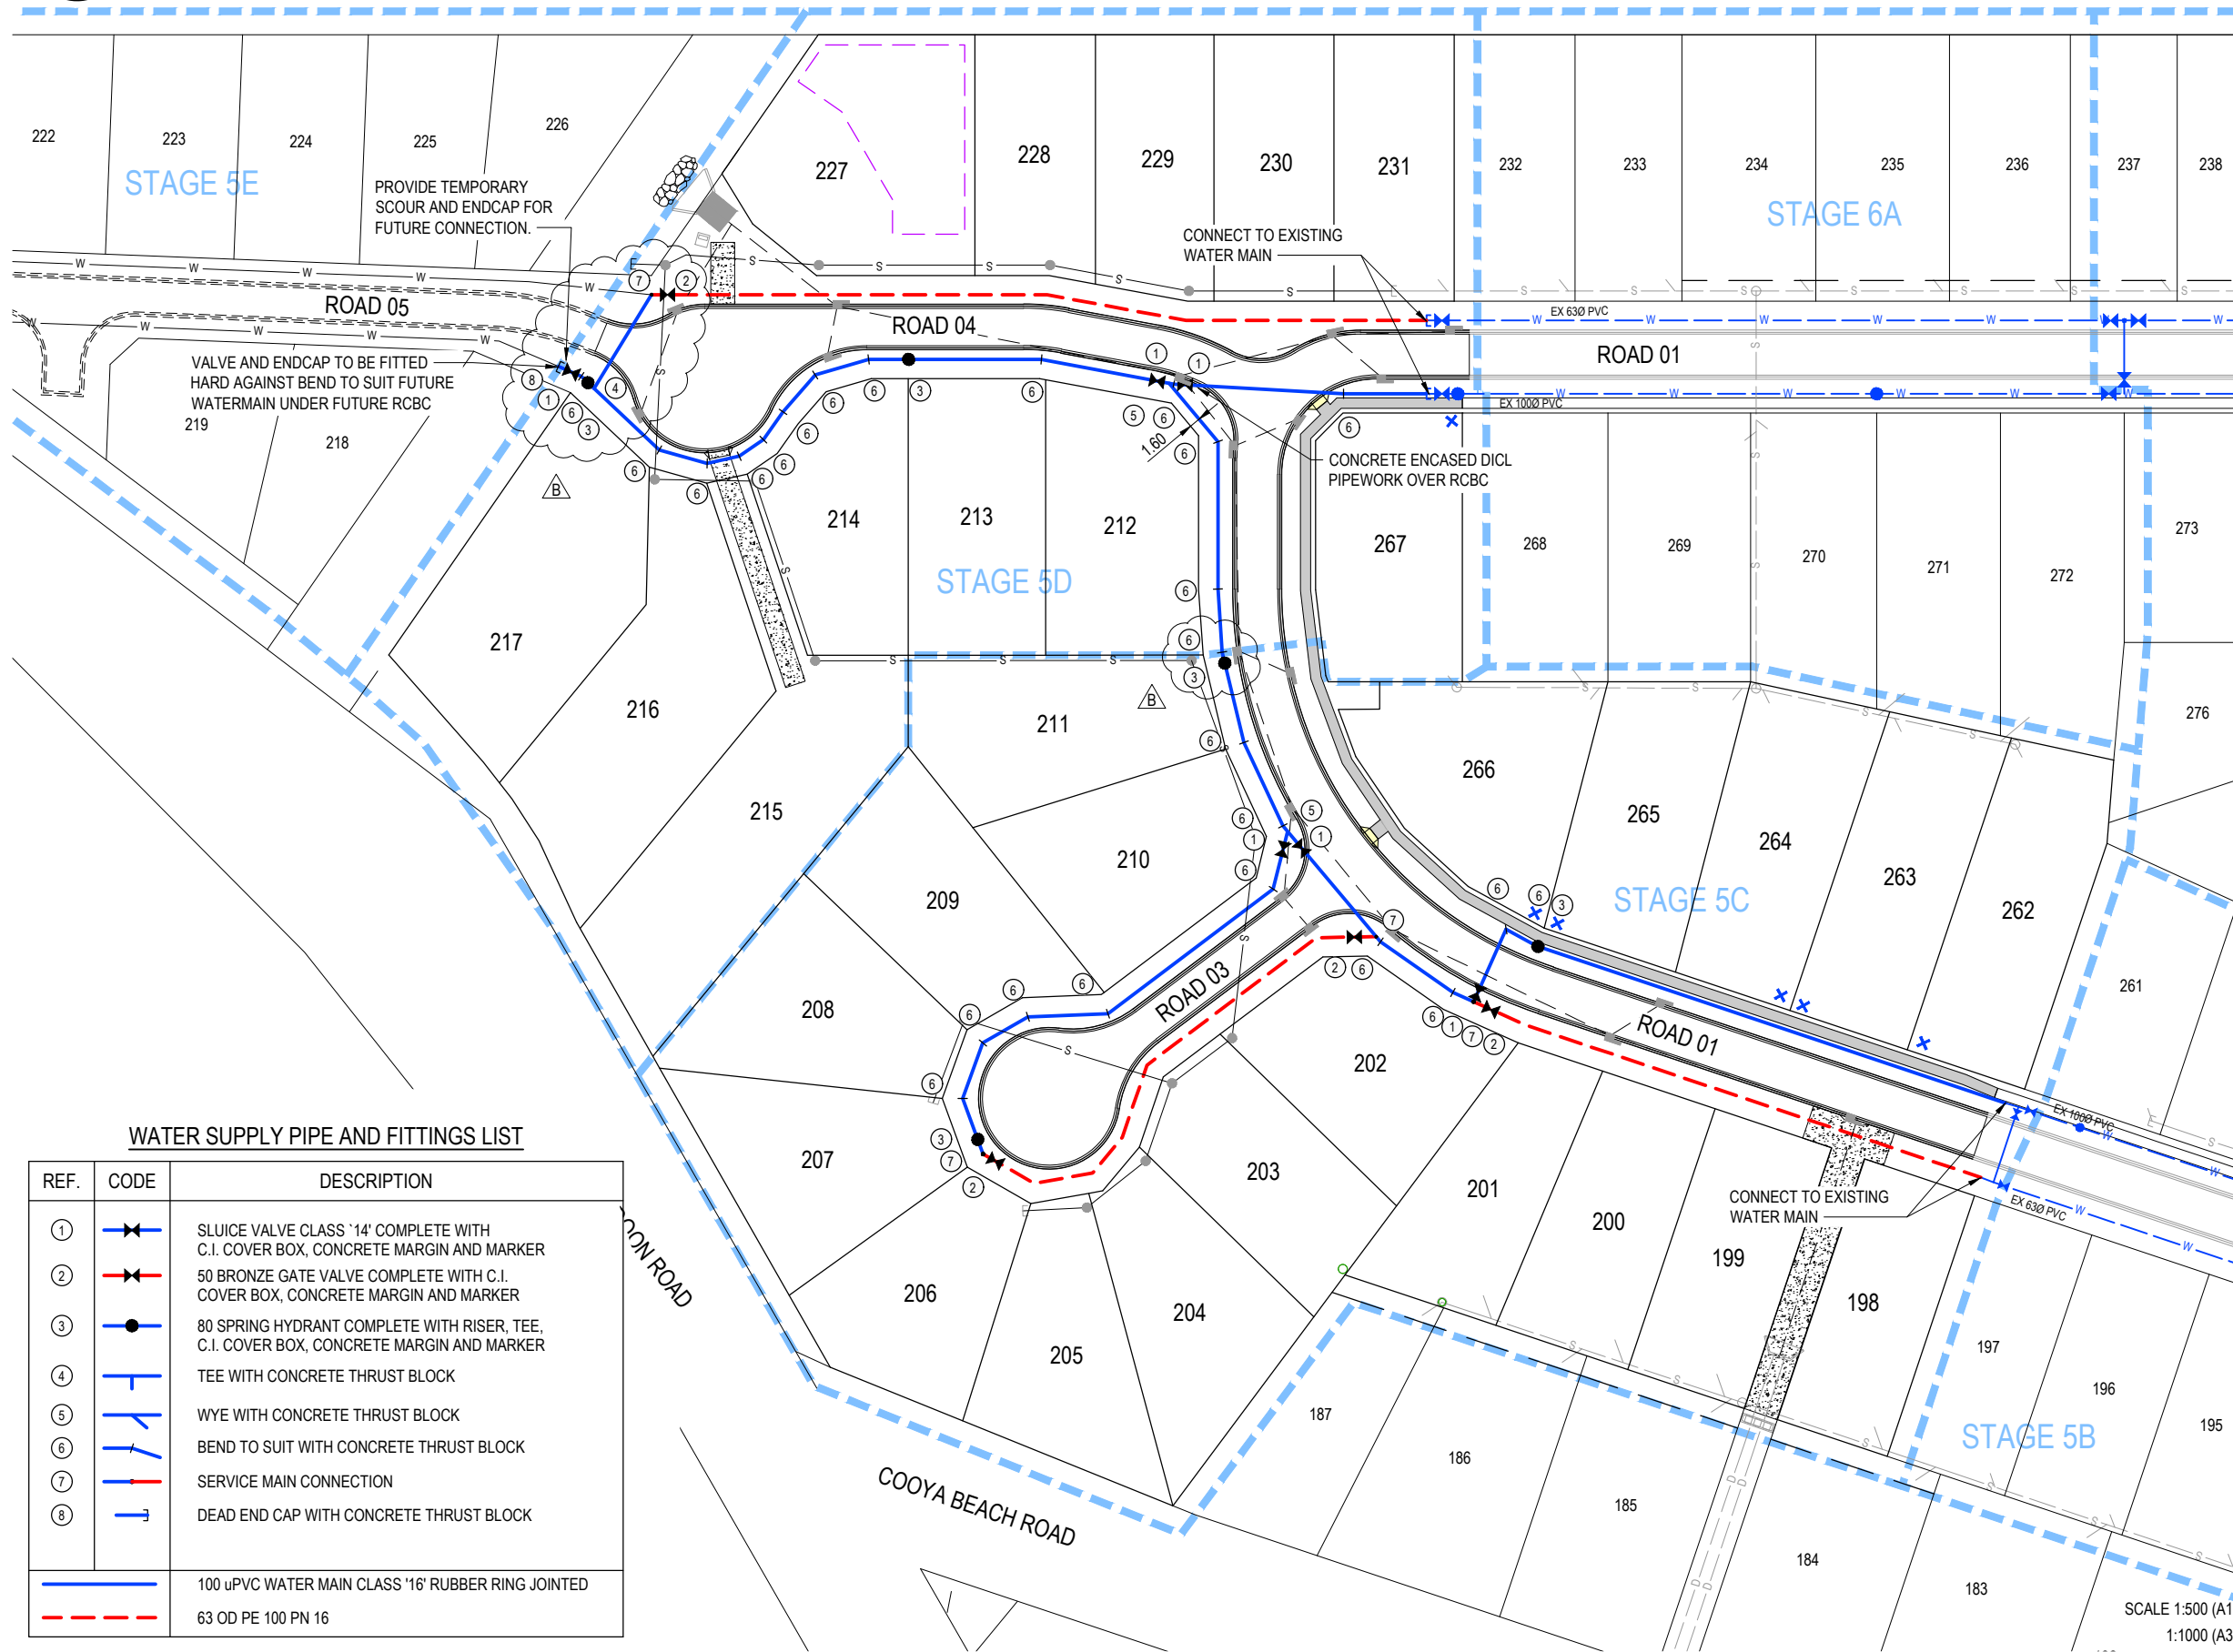 222
223
224
225
226
STAGE 5E
PROVIDE TEMPORARY
SCOUR AND ENDCAP FOR
FUTURE CONNECTION.
227
228
229
230
231
232
233
234
235
236
237
238
STAGE 6A
CONNECT TO EXISTING
WATER MAIN
ROAD 05
ROAD 04
EX 63Ø PVC
ROAD 01
EX 100Ø PVC
VALVE AND ENDCAP TO BE FITTED
HARD AGAINST BEND TO SUIT FUTURE
WATERMAIN UNDER FUTURE RCBC
219
218
1.60
CONCRETE ENCASED DICL
PIPEWORK OVER RCBC
B
214
213
212
STAGE 5D
267
268
269
270
271
272
273
217
216
B
211
276
266
215
265
264
263
262
210
209
STAGE 5C
261
208
ROAD 03
202
ROAD 01
EX 100Ø PVC
207
203
201
200
199
198
CONNECT TO EXISTING
WATER MAIN
EX 63Ø PVC
206
204
205
197
196
195
187
186
185
184
183
STAGE 5B
OON ROAD
COOYA BEACH ROAD
WATER SUPPLY PIPE AND FITTINGS LIST
REF. CODE DESCRIPTION
1 SLUICE VALVE CLASS `14' COMPLETE WITH
C.I. COVER BOX, CONCRETE MARGIN AND MARKER
2 50 BRONZE GATE VALVE COMPLETE WITH C.I.
COVER BOX, CONCRETE MARGIN AND MARKER
3 80 SPRING HYDRANT COMPLETE WITH RISER, TEE,
C.I. COVER BOX, CONCRETE MARGIN AND MARKER
4 TEE WITH CONCRETE THRUST BLOCK
5 WYE WITH CONCRETE THRUST BLOCK
6 BEND TO SUIT WITH CONCRETE THRUST BLOCK
7 SERVICE MAIN CONNECTION
8 DEAD END CAP WITH CONCRETE THRUST BLOCK
100 uPVC WATER MAIN CLASS '16' RUBBER RING JOINTED
63 OD PE 100 PN 16
SCALE 1:500 (A1
1:1000 (A3